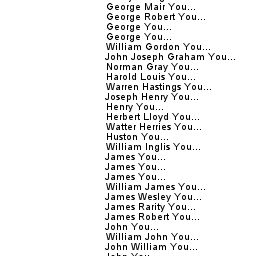 George Mair You...
George Robert You...
George You...
George You...
William Gordon You...
John Joseph Graham You...
Norman Gray You...
Harold Louis You...
Warren Hastings You...
Joseph Henry You...
Henry You...
Herbert Lloyd You...
Watter Herries You...
Huston You...
William Inglis You...
James You...
James You...
James You...
William James You...
James Wesley You...
James Rarity You...
James Robert You...
John You...
William John You...
John William You...
John You...